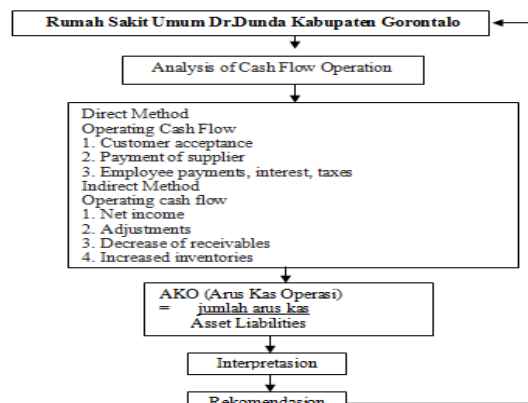 Rumah Sakit Umum Dr.Dunda Kabupaten Gorontalo
Analysis of Cash Flow Operation
Direct Method
Operating Cash Flow
1. Customer acceptance
2. Payment of supplier
3. Employee payments, interest, taxes
Indirect Method
Operating cash flow
1. Net income
2. Adjustments
3. Decrease of receivables
4. Increased inventories
AKO (Arus Kas Operasi)
= jumlah arus kas
Asset Liabilities
Interpretasion
Rekomendasion